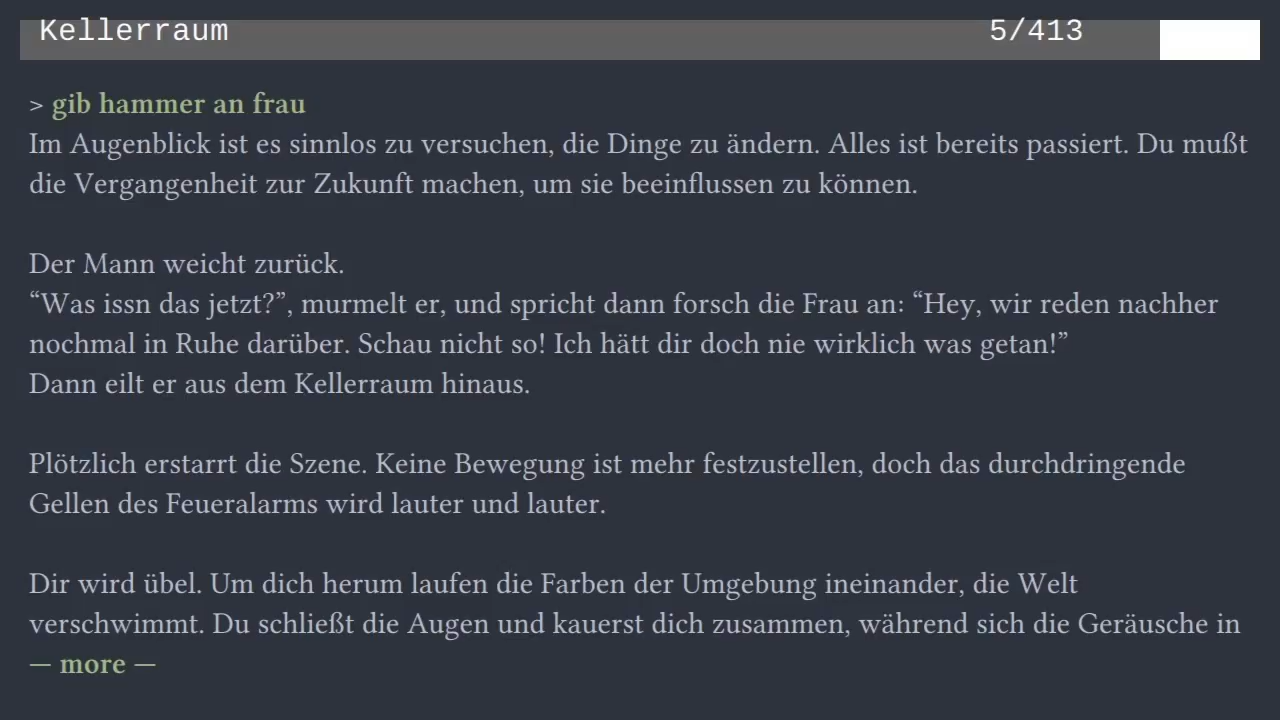 Kellerraum 5/413
> gib hammer an frau
Im Augenblick ist es sinnlos zu versuchen, die Dinge zu ändern. Alles ist bereits passiert. Du mußt
die Vergangenheit zur Zukunft machen, um sie beeinflussen zu können.
Der Mann weicht zurück.
“Was issn das jetzt?”, murmelt er, und spricht dann forsch die Frau an: “Hey, wir reden nachher
nochmal in Ruhe darüber. Schau nicht so! Ich hätt dir doch nie wirklich was getan!”
Dann eilt er aus dem Kellerraum hinaus.
Plötzlich erstarrt die Szene. Keine Bewegung ist mehr festzustellen, doch das durchdringende
Gellen des Feueralarms wird lauter und lauter.
Dir wird übel. Um dich herum laufen die Farben der Umgebung ineinander, die Welt
verschwimmt. Du schließt die Augen und kauerst dich zusammen, während sich die Geräusche in
— more —